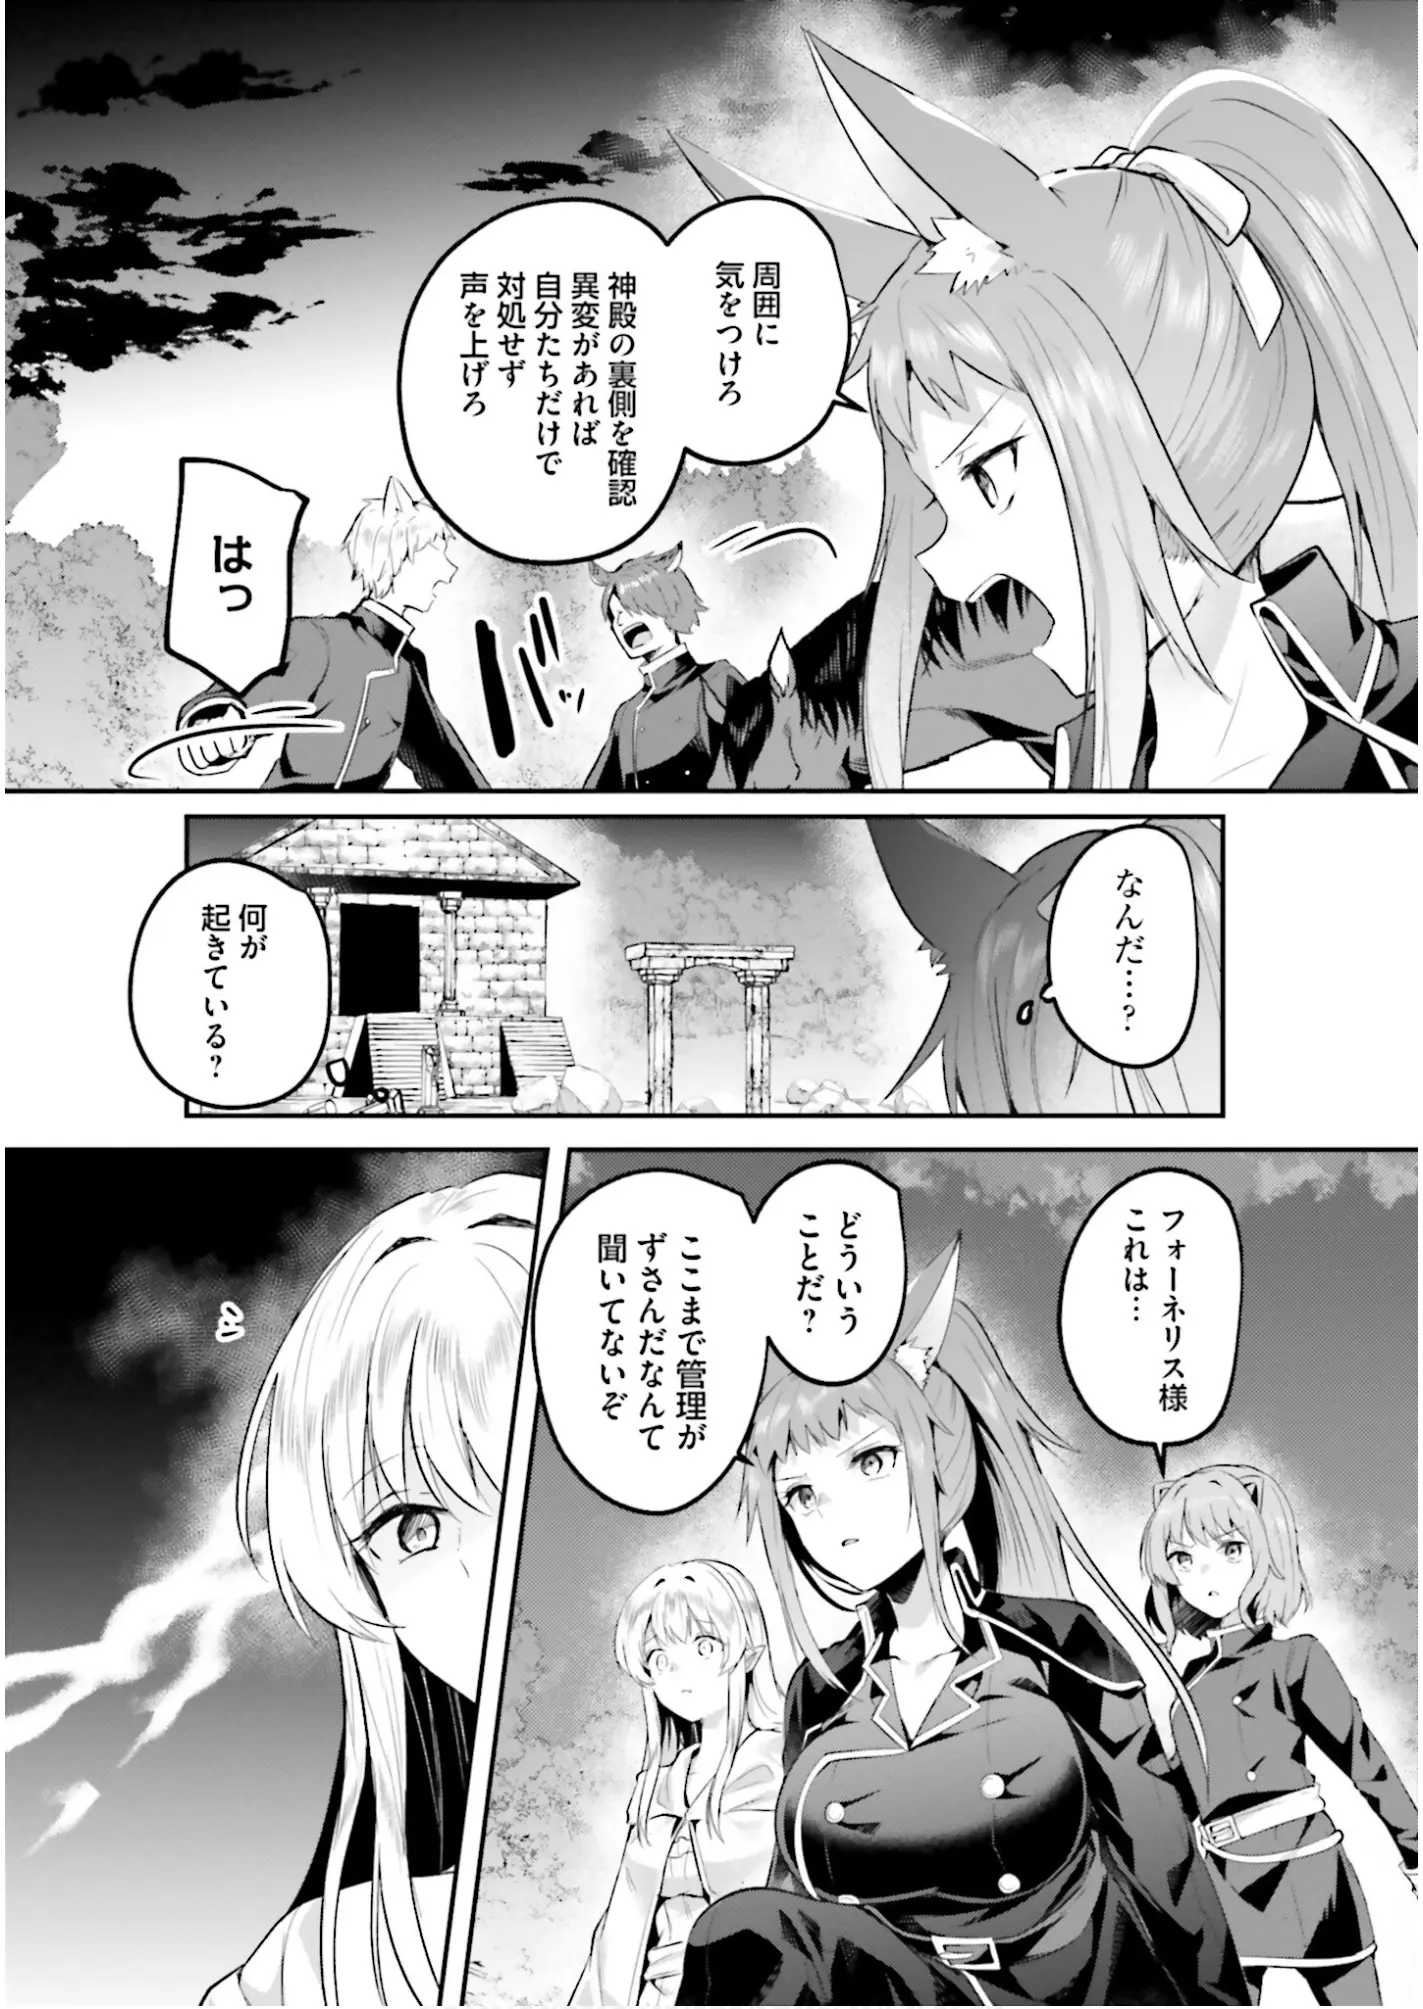 周囲に
気をつけろ
神殿の裏側を確認
異変があれば
自分たちだけで
対処せず
声を上げろ
はっ
なんだ…?
何が
起きている?
フォーネリス様
これは…
どういう
ことだ?
ここまで管理が
ずさんだなんて
聞いてないぞ